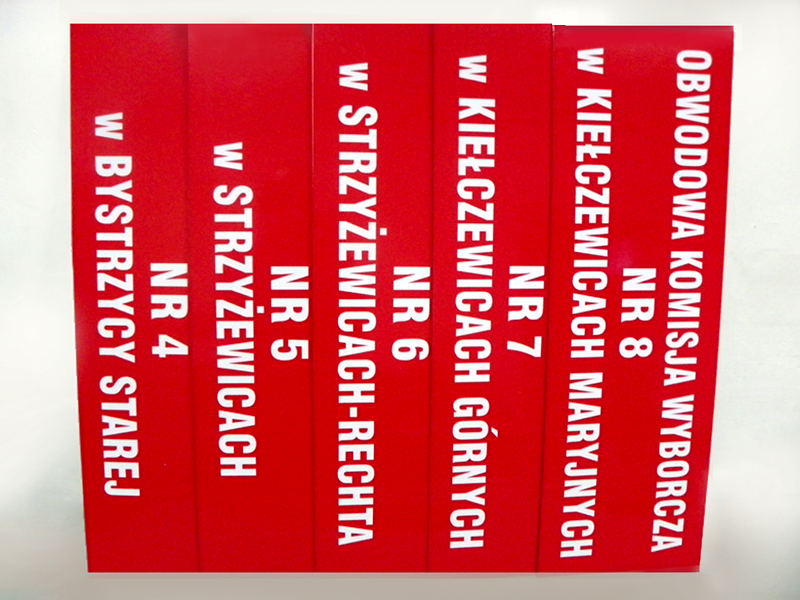 OBWODOWA KOMISJA WYBORCZA
NR 8
w KIEŁCZEWICACH MARYJNYCH
NR 7
w KIEŁCZEWICACH GÓRNYCH
NR 6
w STRZYŻEWICACH-RECHTA
NR 5
w STRZYŻEWICACH
NR 4
w BYSTRZYCY STAREJ